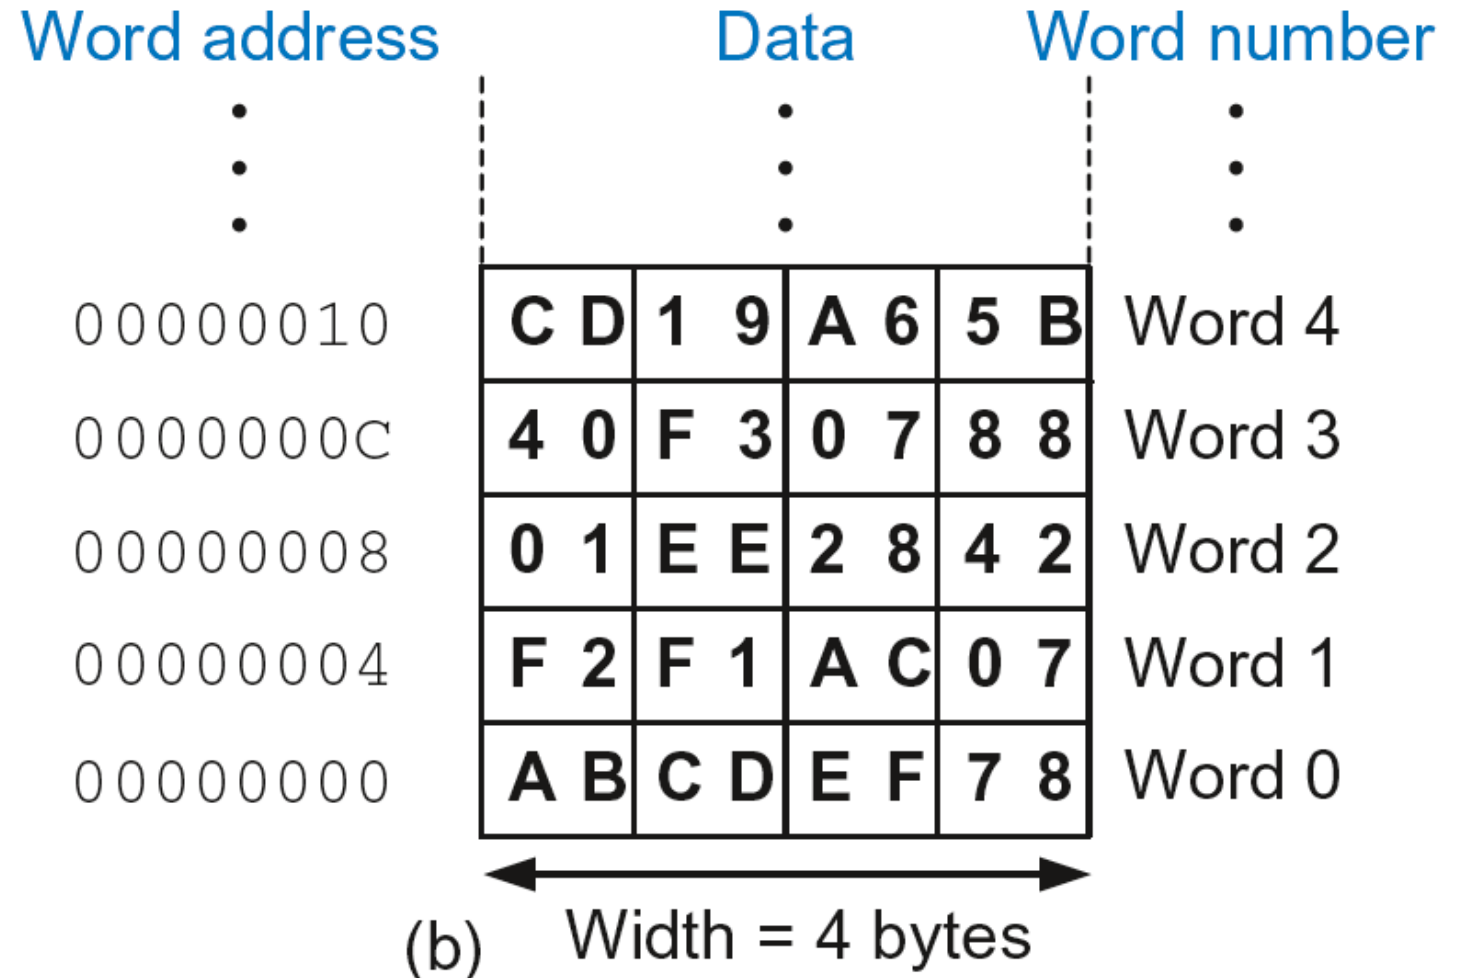 Word address Data Word number
00000010 C D 1 9 A 6 5 B Word 4
0000000C 4 0 F 3 0 7 8 8 Word 3
00000008 0 1 E E 2 8 4 2 Word 2
00000004 F 2 F 1 A C 0 7 Word 1
00000000 A B C D E F 7 8 Word 0
(b) Width = 4 bytes